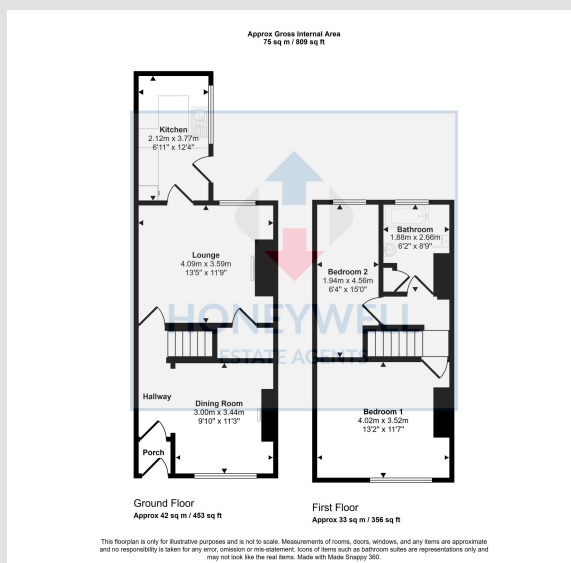 Approx Gross Internal Area
75 sq m / 809 sq ft
Kitchen
2.12m x 3.77m
6'11" x 12'4"
Lounge
4.09m x 3.59m
13'5" x 11'9"
Bathroom
1.88m x 2.66m
6'2" x 8'9"
Bedroom 2
1.94m x 4.56m
6'4" x 15'0"
HONEYWELL
ESTATE AGENTS
Hallway
Dining Room
3.00m x 3.44m
9'10" x 11'3"
Porch
Bedroom 1
4.02m x 3.52m
13'2" x 11'7"
Ground Floor
Approx 42 sq m / 453 sq ft
First Floor
Approx 33 sq m / 356 sq ft
This floorplan is only for illustrative purposes and is not to scale. Measurements of rooms, doors, windows, and any items are approximate
and no responsibility is taken for any error, omission or mis-statement. Icons of items such as bathroom suites are representations only and
may not look like the real items. Made with Made Snappy 360.